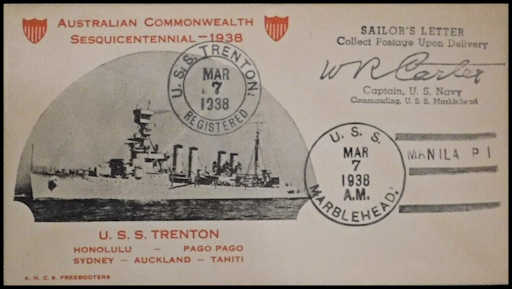 AUSTRALIAN COMMONWEALTH
SESQUICENTENNIAL - 1938
U.S.S. TRENTON.
MAR
7
1938
REGISTERED
SAILOR'S LETTER
Collect Postage Upon Delivery
W R Carter
Captain, U. S. Navy
Commanding, U. S. S. Marblehead
U. S. S.
MAR
7
1938
A.M.
MARBLEHEAD.
MANILA P I
U. S. S. TRENTON
HONOLULU - PAGO PAGO
SYDNEY - AUCKLAND - TAHITI
A. N. C. S. FREEBOOTERS